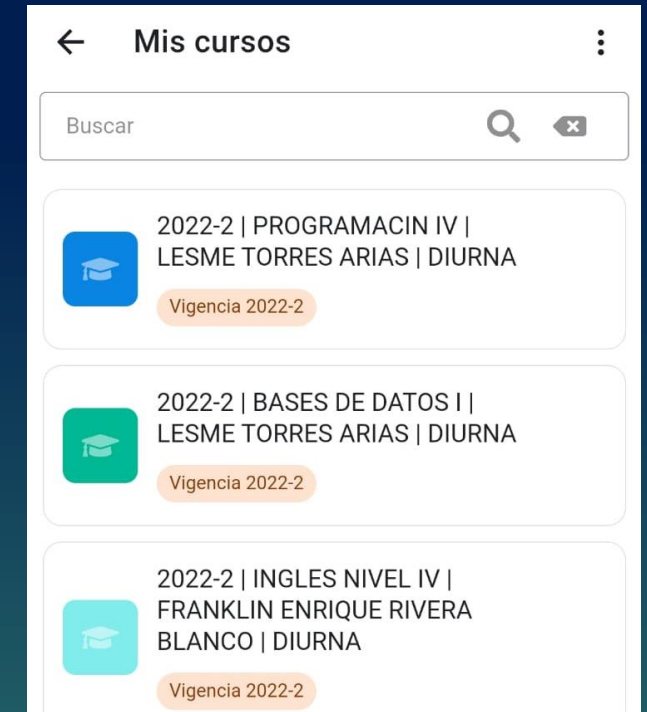 Mis cursos
Buscar
2022-2 | PROGRAMACIN IV |
LESME TORRES ARIAS | DIURNA
Vigencia 2022-2
2022-2 | BASES DE DATOS I |
LESME TORRES ARIAS | DIURNA
Vigencia 2022-2
2022-2 | INGLES NIVEL IV |
FRANKLIN ENRIQUE RIVERA
BLANCO | DIURNA
Vigencia 2022-2